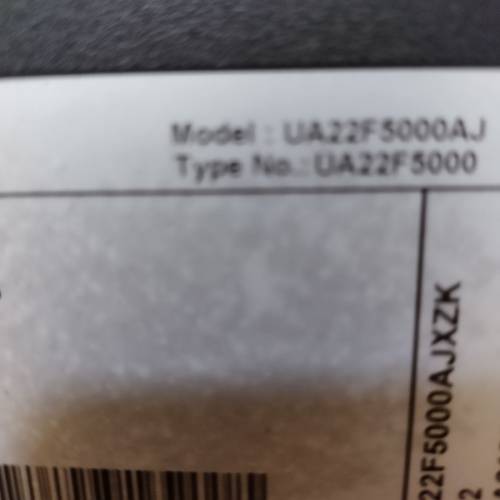 Model : UA22F5000AJ
Type No.: UA22F5000
22F5000AJXZK